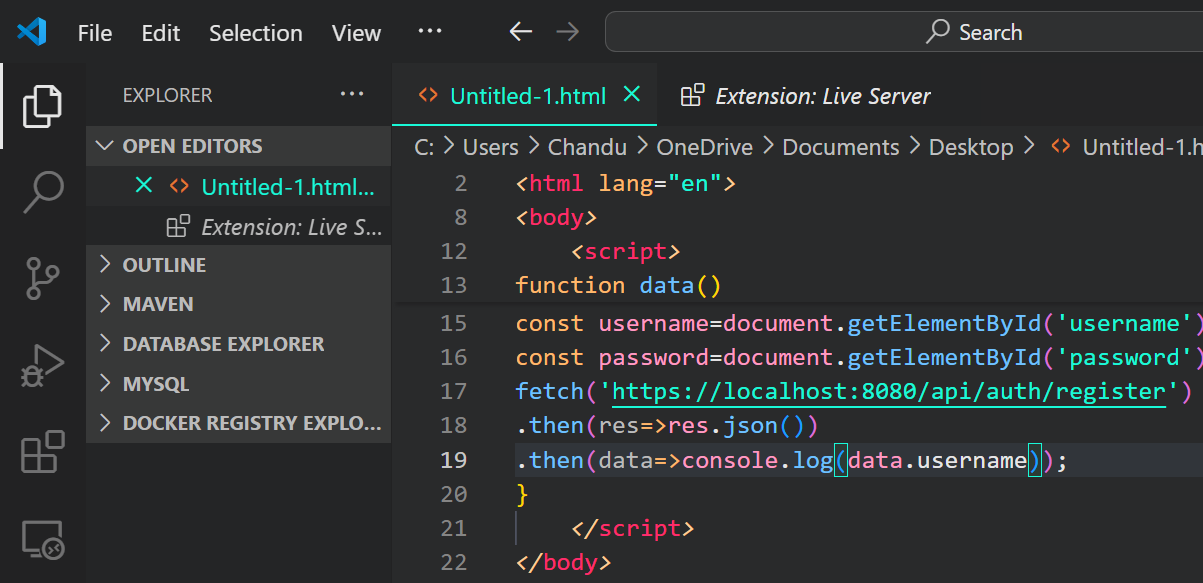 File Edit Selection View ··· Search
EXPLORER ···
OPEN EDITORS
Untitled-1.html...
Extension: Live S...
OUTLINE
MAVEN
DATABASE EXPLORER
MYSQL
DOCKER REGISTRY EXPLO...
Untitled-1.html Extension: Live Server
C: > Users > Chandu > OneDrive > Documents > Desktop > Untitled-1.h
2 <html lang="en">
8 <body>
12 <script>
13 function data()
15 const username=document.getElementById('username')
16 const password=document.getElementById('password')
17 fetch('https://localhost:8080/api/auth/register')
18 .then(res=>res.json())
19 .then(data=>console.log(data.username));
20 }
21 </script>
22 </body>